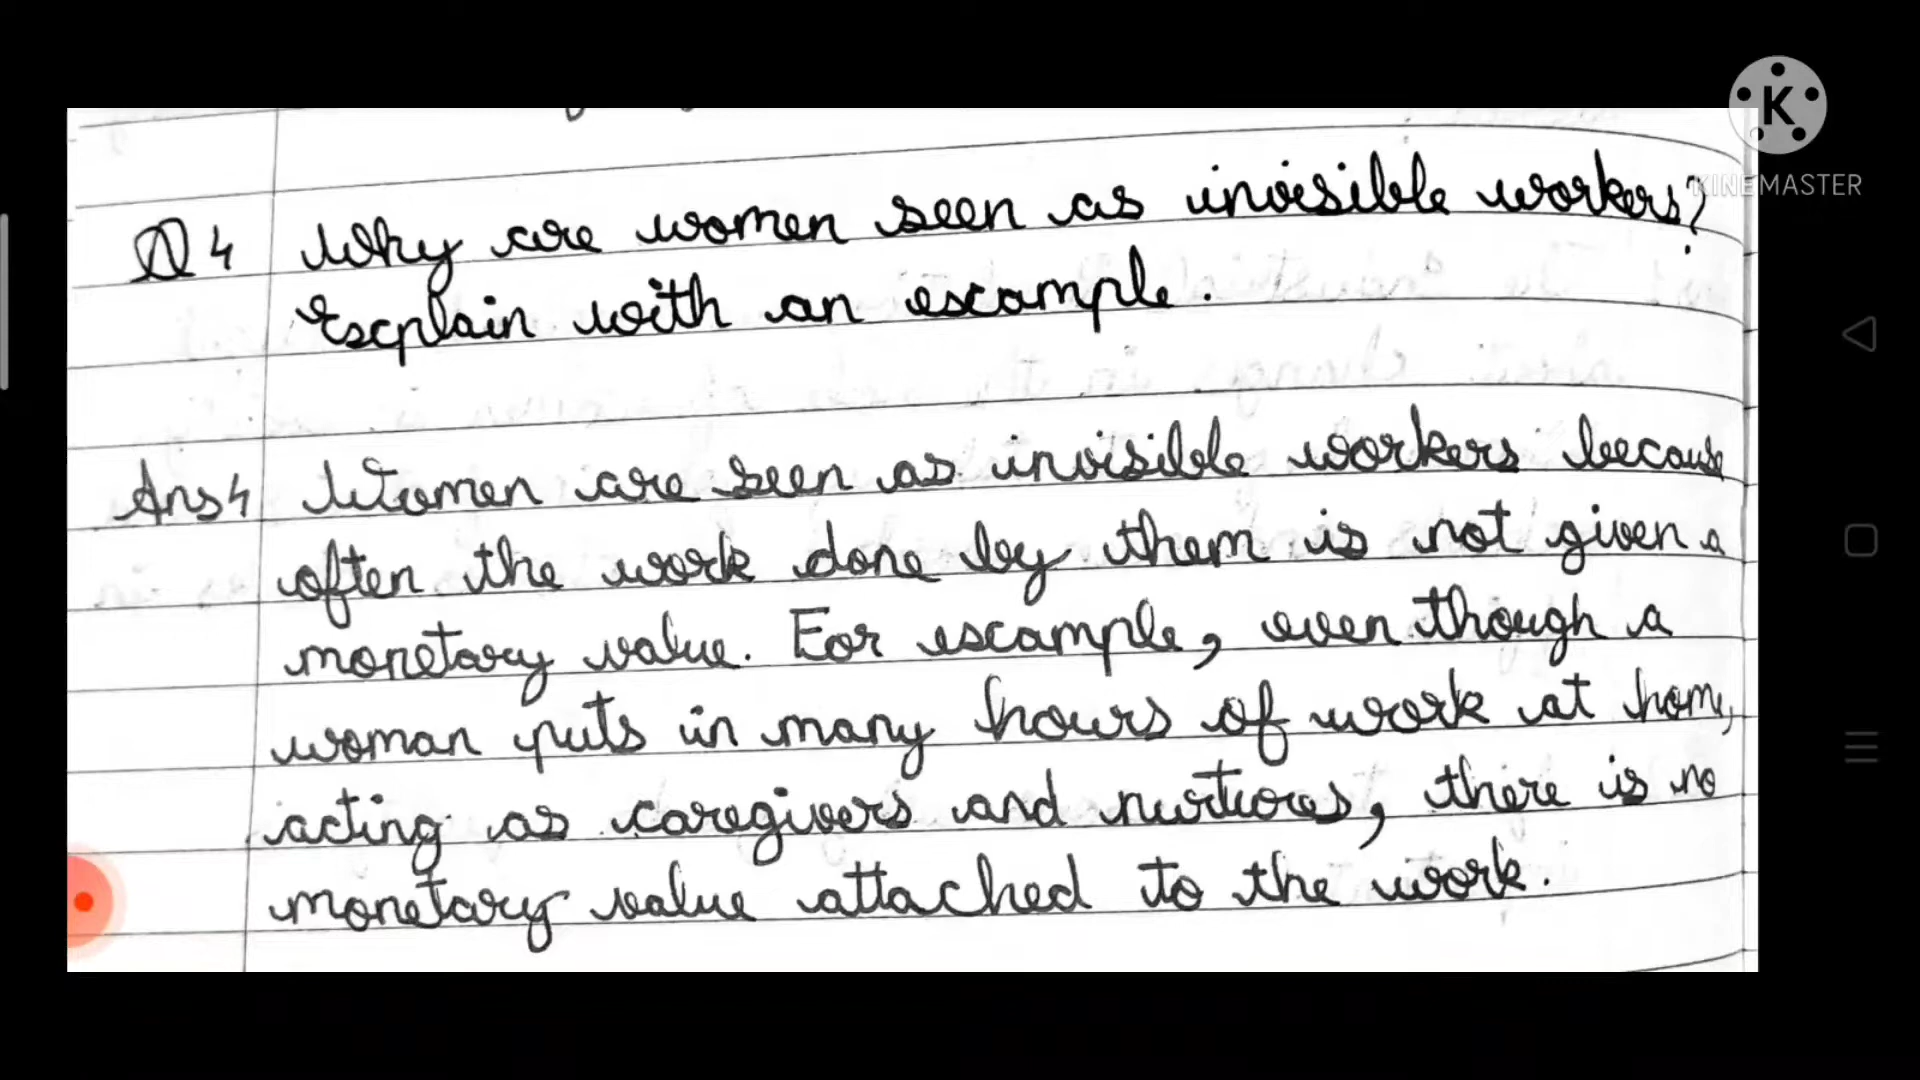 KINEMASTER
Q4 Why are women seen as invisible workers?
Explain with an example.
Ans4 Women are seen as invisible workers because
often the work done by them is not given a
monetary value. For example, even though a
woman puts in many hours of work at home,
acting as caregivers and nurtures, there is no
monetary value attached to the work.